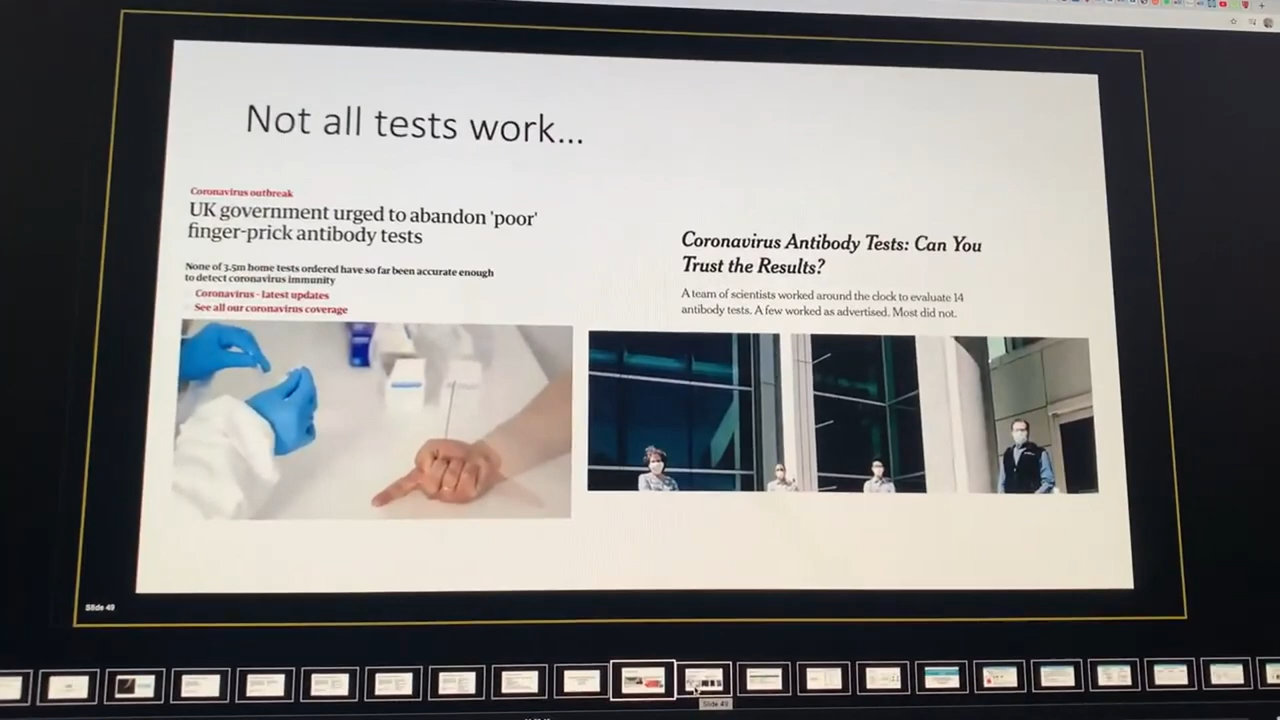 Not all tests work...
Coronavirus outbreak
UK government urged to abandon 'poor'
finger-prick antibody tests
None of 3.5m home tests ordered have so far been accurate enough
to detect coronavirus immunity
Coronavirus - latest updates
See all our coronavirus coverage
Coronavirus Antibody Tests: Can You
Trust the Results?
A team of scientists worked around the clock to evaluate 14
antibody tests. A few worked as advertised. Most did not.
Slide 49
Slide 49